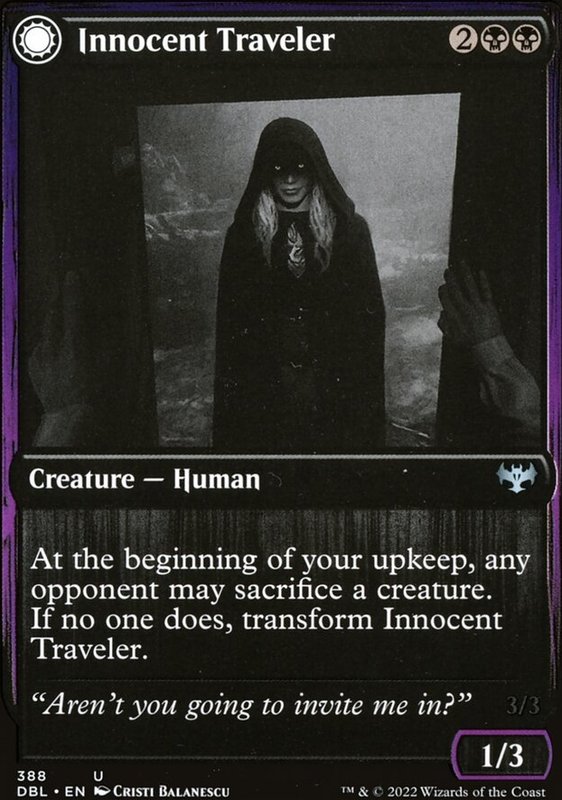 Innocent Traveler 2
Creature — Human
At the beginning of your upkeep, any
opponent may sacrifice a creature.
If no one does, transform Innocent
Traveler.
“Aren’t you going to invite me in?” 3/3
1/3
388 U
DBL • EN Cristi Balanescu ™ & © 2022 Wizards of the Coast